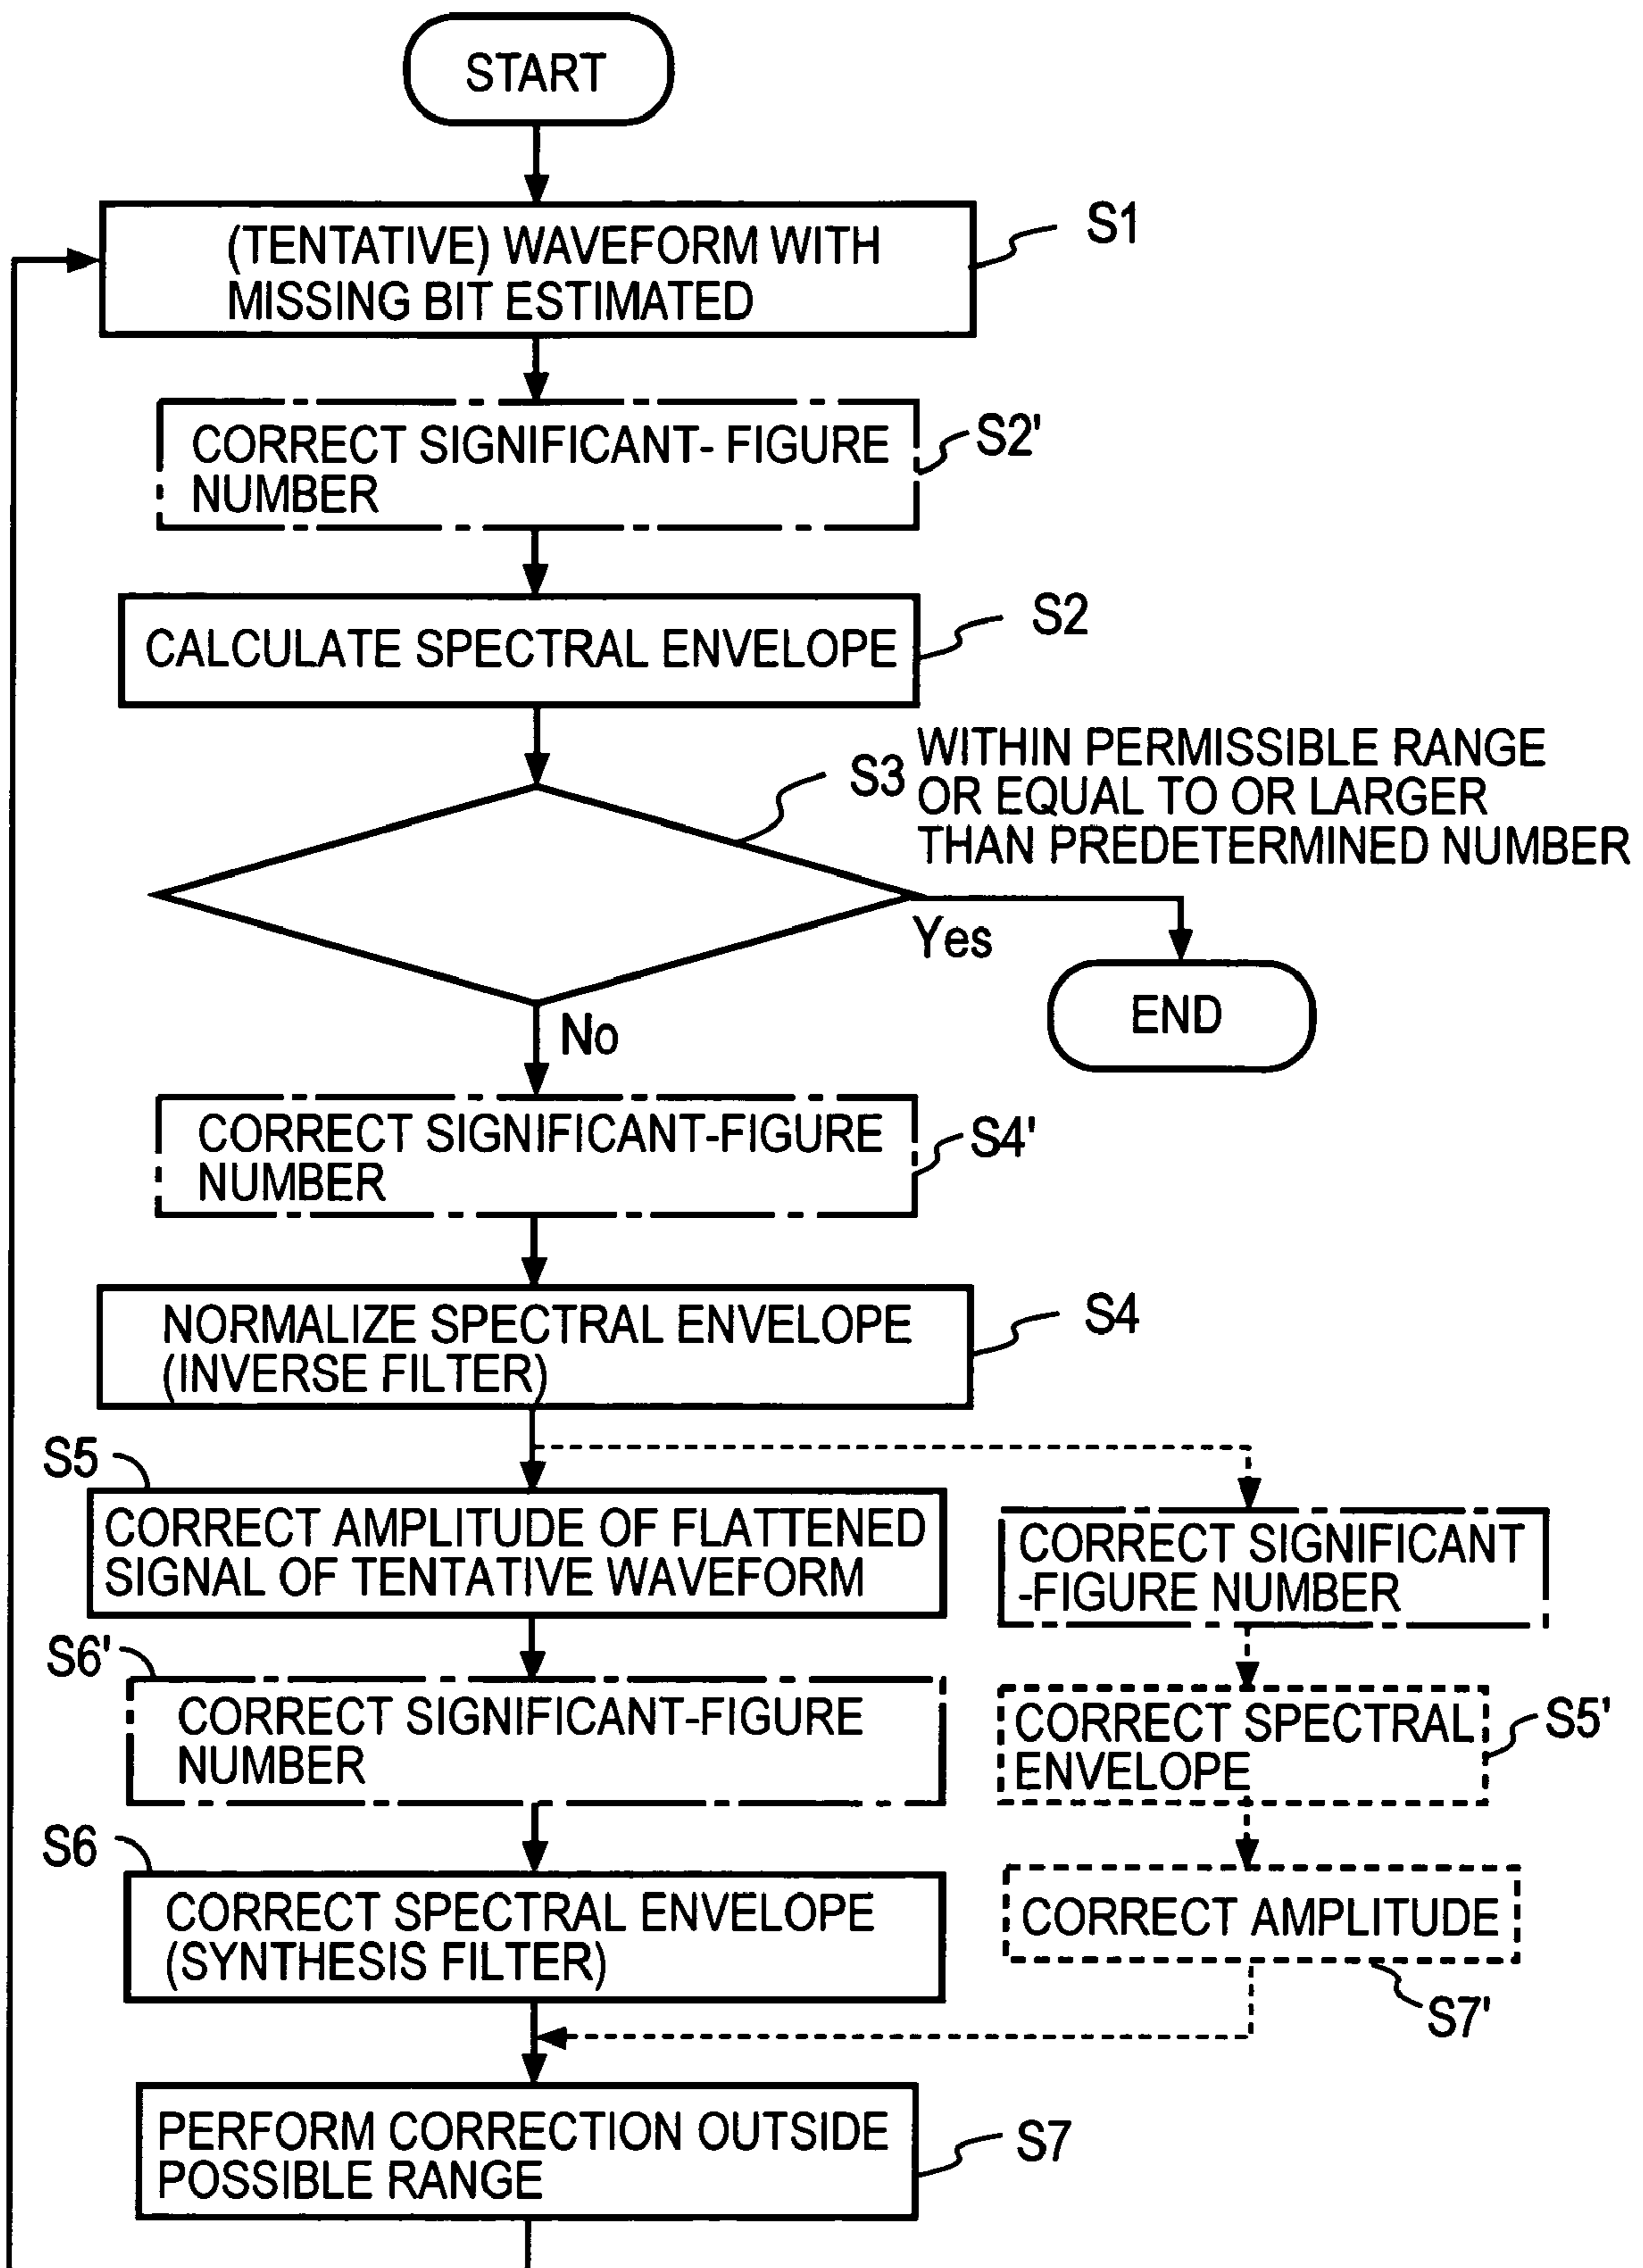 START
(TENTATIVE) WAVEFORM WITH
MISSING BIT ESTIMATED
S1
CORRECT SIGNIFICANT- FIGURE
NUMBER
S2'
CALCULATE SPECTRAL ENVELOPE
S2
S3
WITHIN PERMISSIBLE RANGE
OR EQUAL TO OR LARGER
THAN PREDETERMINED NUMBER
Yes
END
No
CORRECT SIGNIFICANT-FIGURE
NUMBER
S4'
NORMALIZE SPECTRAL ENVELOPE
(INVERSE FILTER)
S4
S5
CORRECT AMPLITUDE OF FLATTENED
SIGNAL OF TENTATIVE WAVEFORM
CORRECT SIGNIFICANT
-FIGURE NUMBER
S6'
CORRECT SIGNIFICANT-FIGURE
NUMBER
CORRECT SPECTRAL
ENVELOPE
S5'
S6
CORRECT SPECTRAL ENVELOPE
(SYNTHESIS FILTER)
CORRECT AMPLITUDE
S7'
PERFORM CORRECTION OUTSIDE
POSSIBLE RANGE
S7